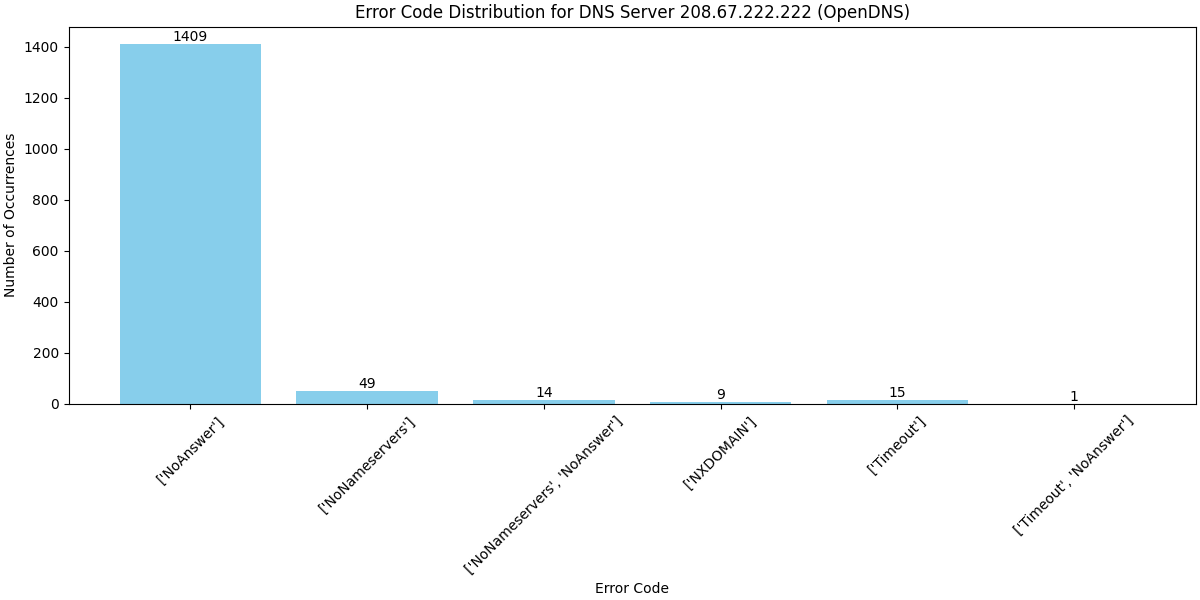 Error Code Distribution for DNS Server 208.67.222.222 (OpenDNS)
Number of Occurrences
1400
1200
1000
800
600
400
200
0
1409
49
14
9
15
1
['NoAnswer']
['NoNameservers']
['NoNameservers', 'NoAnswer']
['NXDOMAIN']
['Timeout']
['Timeout', 'NoAnswer']
Error Code